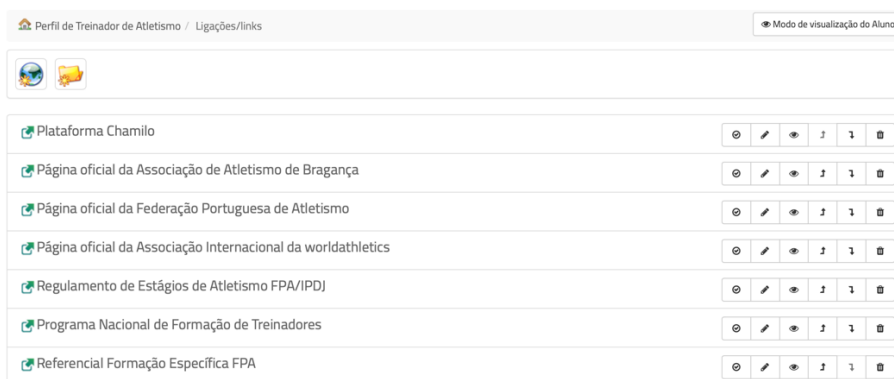 Perfil de Treinador de Atletismo / Ligações/links
Modo de visualização do Aluno
Plataforma Chamilo
Página oficial da Associação de Atletismo de Bragança
Página oficial da Federação Portuguesa de Atletismo
Página oficial da Associação Internacional da worldathletics
Regulamento de Estágios de Atletismo FPA/IPDJ
Programa Nacional de Formação de Treinadores
Referencial Formação Específica FPA